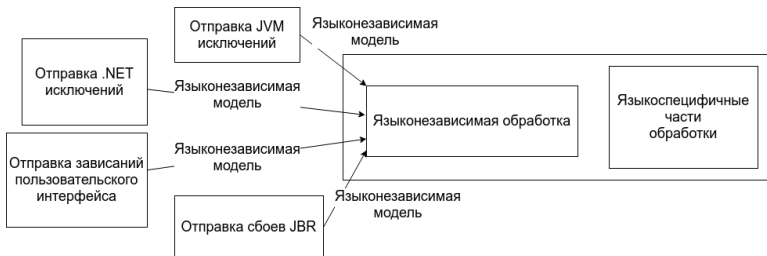 Отправка JVM
исключений
Языконезависимая
модель
Отправка .NET
исключений
Языконезависимая
модель
Языконезависимая обработка
Языкоспецифичные
части
обработки
Отправка зависаний
пользовательского
интерфейса
Языконезависимая
модель
Отправка сбоев JBR
Языконезависимая
модель